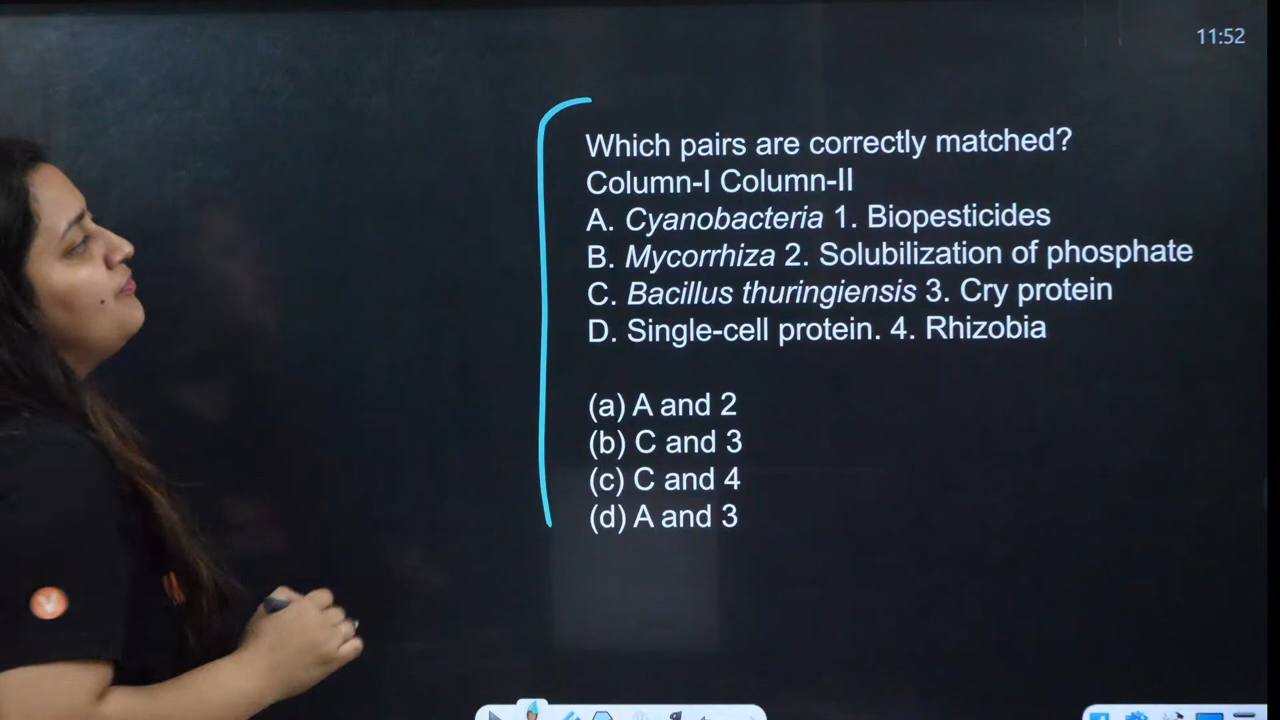 11:52
Which pairs are correctly matched?
Column-I Column-II
A. Cyanobacteria 1. Biopesticides
B. Mycorrhiza 2. Solubilization of phosphate
C. Bacillus thuringiensis 3. Cry protein
D. Single-cell protein. 4. Rhizobia
(a) A and 2
(b) C and 3
(c) C and 4
(d) A and 3